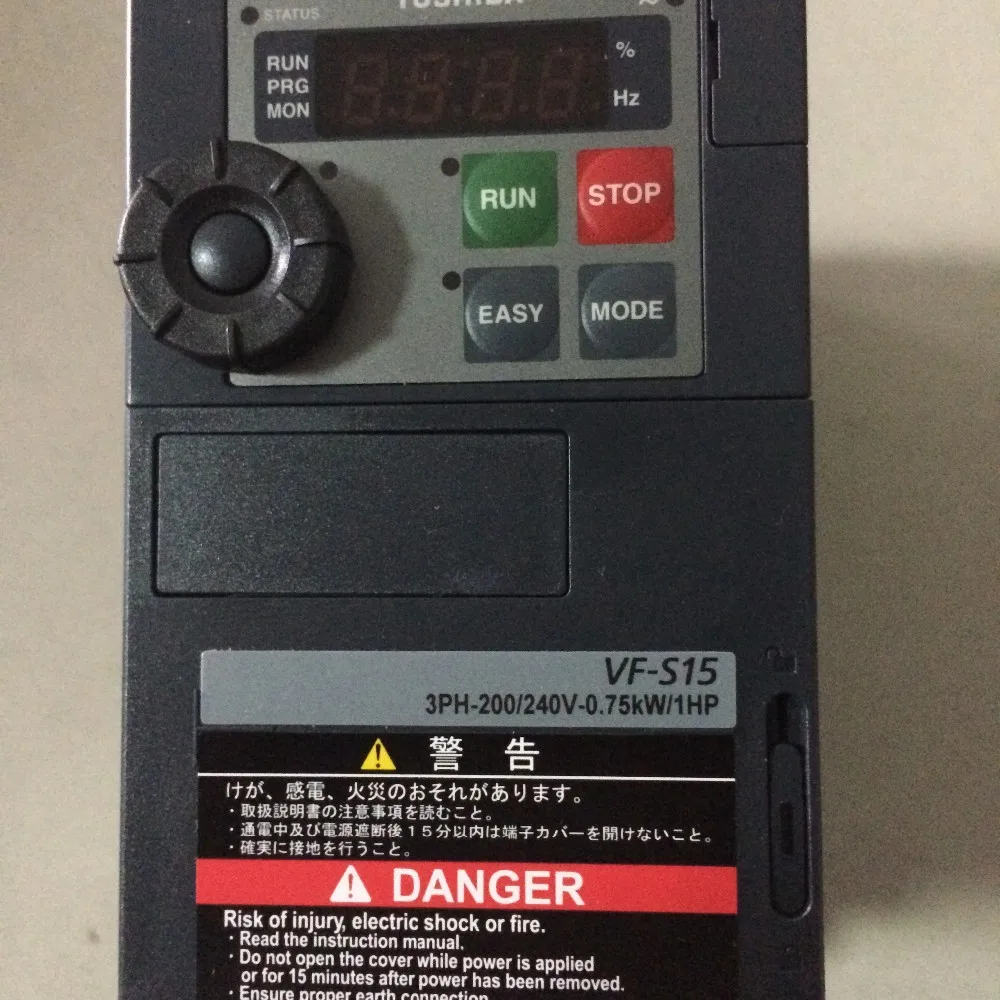 STATUS
TOSHIBA
RUN
PRG
MON
%
Hz
RUN
STOP
EASY
MODE
VF-S15
3PH-200/240V-0.75kW/1HP
警 告
けが、感電、火災のおそれがあります。
・取扱説明書の注意事項を読むこと。
・通電中及び電源遮断後15分以内は端子カバーを開けないこと。
・確実に接地を行うこと。
DANGER
Risk of injury, electric shock or fire.
・Read the instruction manual.
・Do not open the cover while power is applied
or for 15 minutes after power has been removed.
・Ensure proper earth connection.